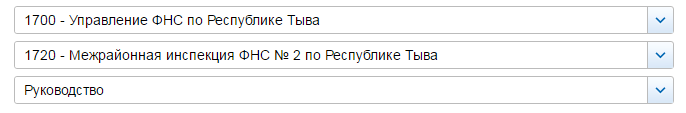 1700 - Управление ФНС по Республике Тыва
1720 - Межрайонная инспекция ФНС № 2 по Республике Тыва
Руководство